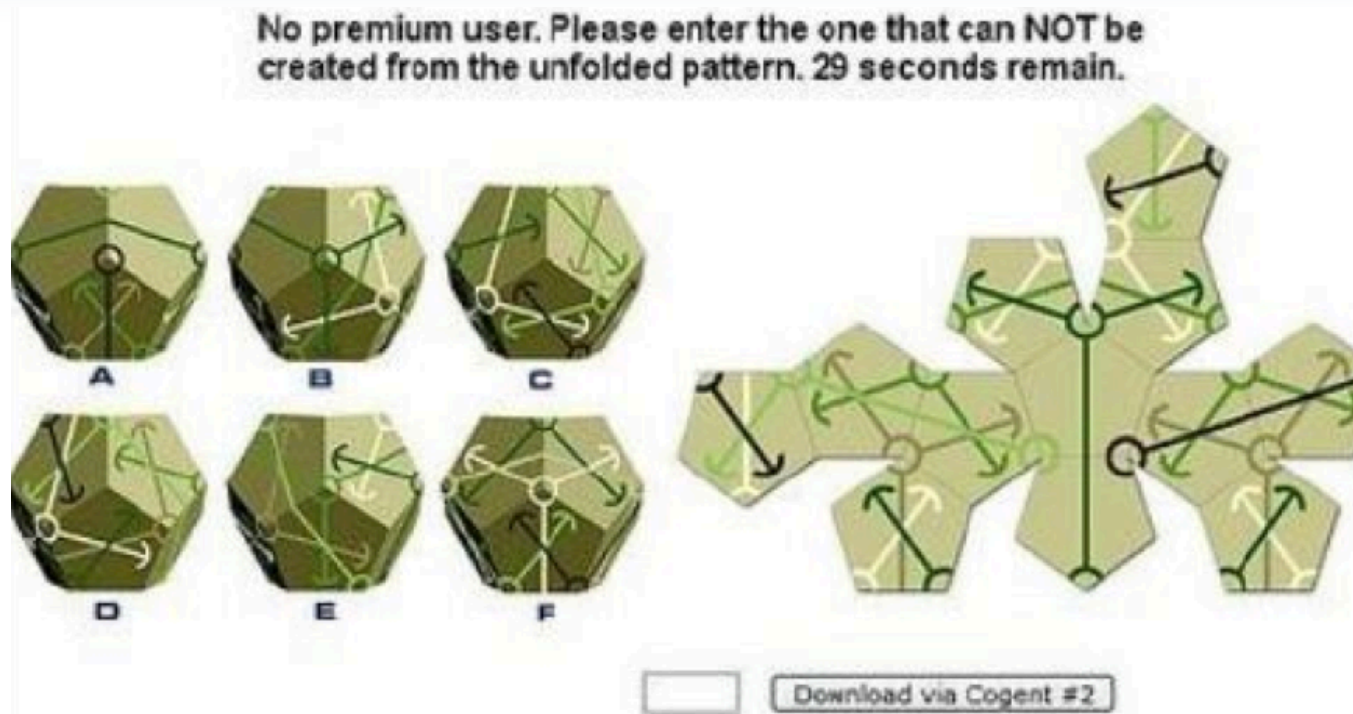 No premium user. Please enter the one that can NOT be
created from the unfolded pattern. 29 seconds remain.
A
B
C
D
E
F
Download via Cogent #2